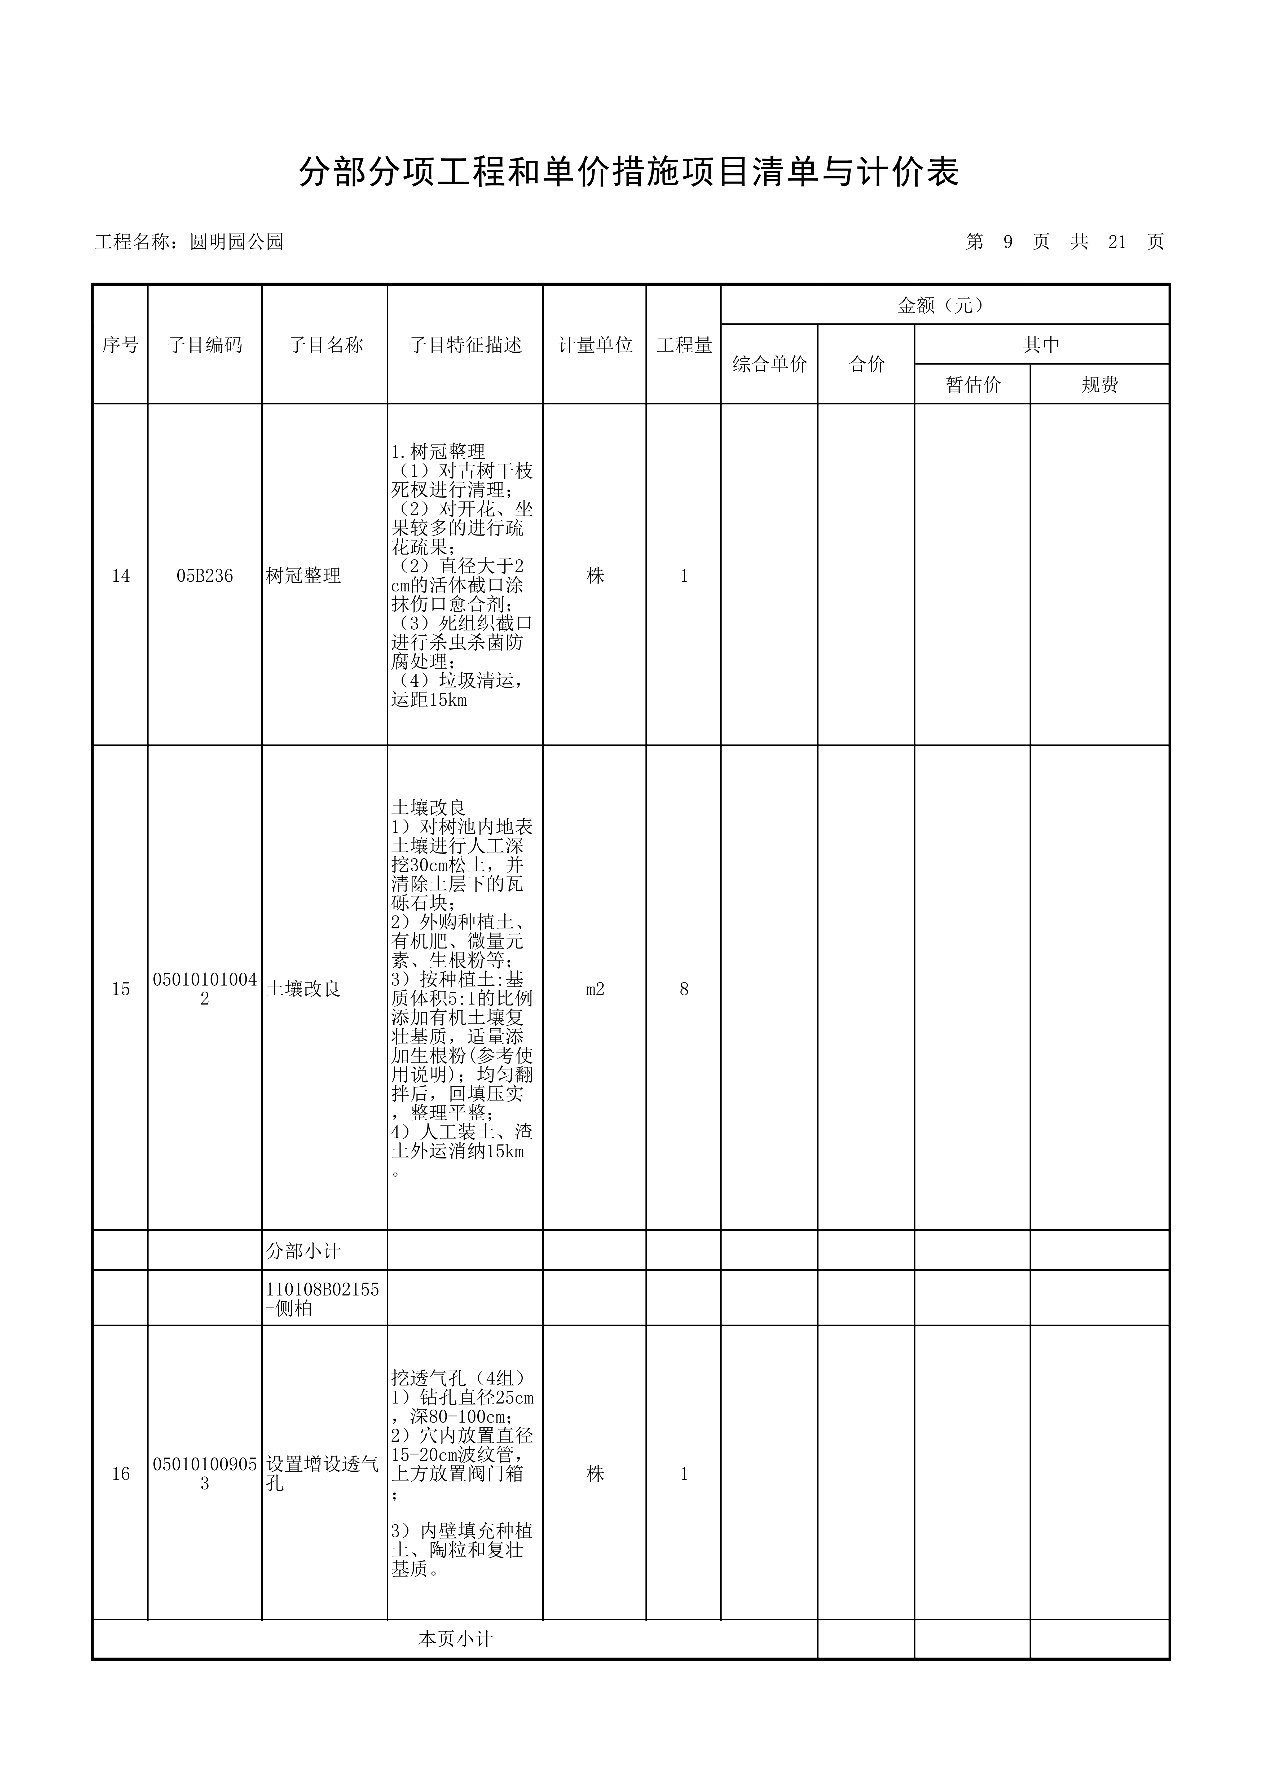 分部分项工程和单价措施项目清单与计价表
工程名称：圆明园公园
第 9 页 共 21 页
序号
子目编码
子目名称
子目特征描述
计量单位
工程量
金额（元）
综合单价
合价
其中
暂估价
规费
14
05B236
树冠整理
1.树冠整理
（1）对古树干枝
死杈进行清理；
（2）对开花、坐
果较多的进行疏
花疏果；
（2）直径大于2
cm的活体截口涂
抹伤口愈合剂；
（3）死组织截口
进行杀虫杀菌防
腐处理；
（4）垃圾清运，
运距15km
株
1
15
05010101004
2
土壤改良
土壤改良
1）对树池内地表
土壤进行人工深
挖30cm松土，并
清除土层下的瓦
砾石块；
2）外购种植土、
有机肥、微量元
素、生根粉等；
3）按种植土:基
质体积5:1的比例
添加有机土壤复
壮基质，适量添
加生根粉(参考使
用说明)；均匀翻
拌后，回填压实
，整理平整；
4）人工装土、渣
土外运消纳15km
。
m2
8
分部小计
110108B02155
-侧柏
16
05010100905
3
设置增设透气
孔
挖透气孔（4组）
1）钻孔直径25cm
，深80-100cm；
2）穴内放置直径
15-20cm波纹管，
上方放置阀门箱
；
3）内壁填充种植
土、陶粒和复壮
基质。
株
1
本页小计